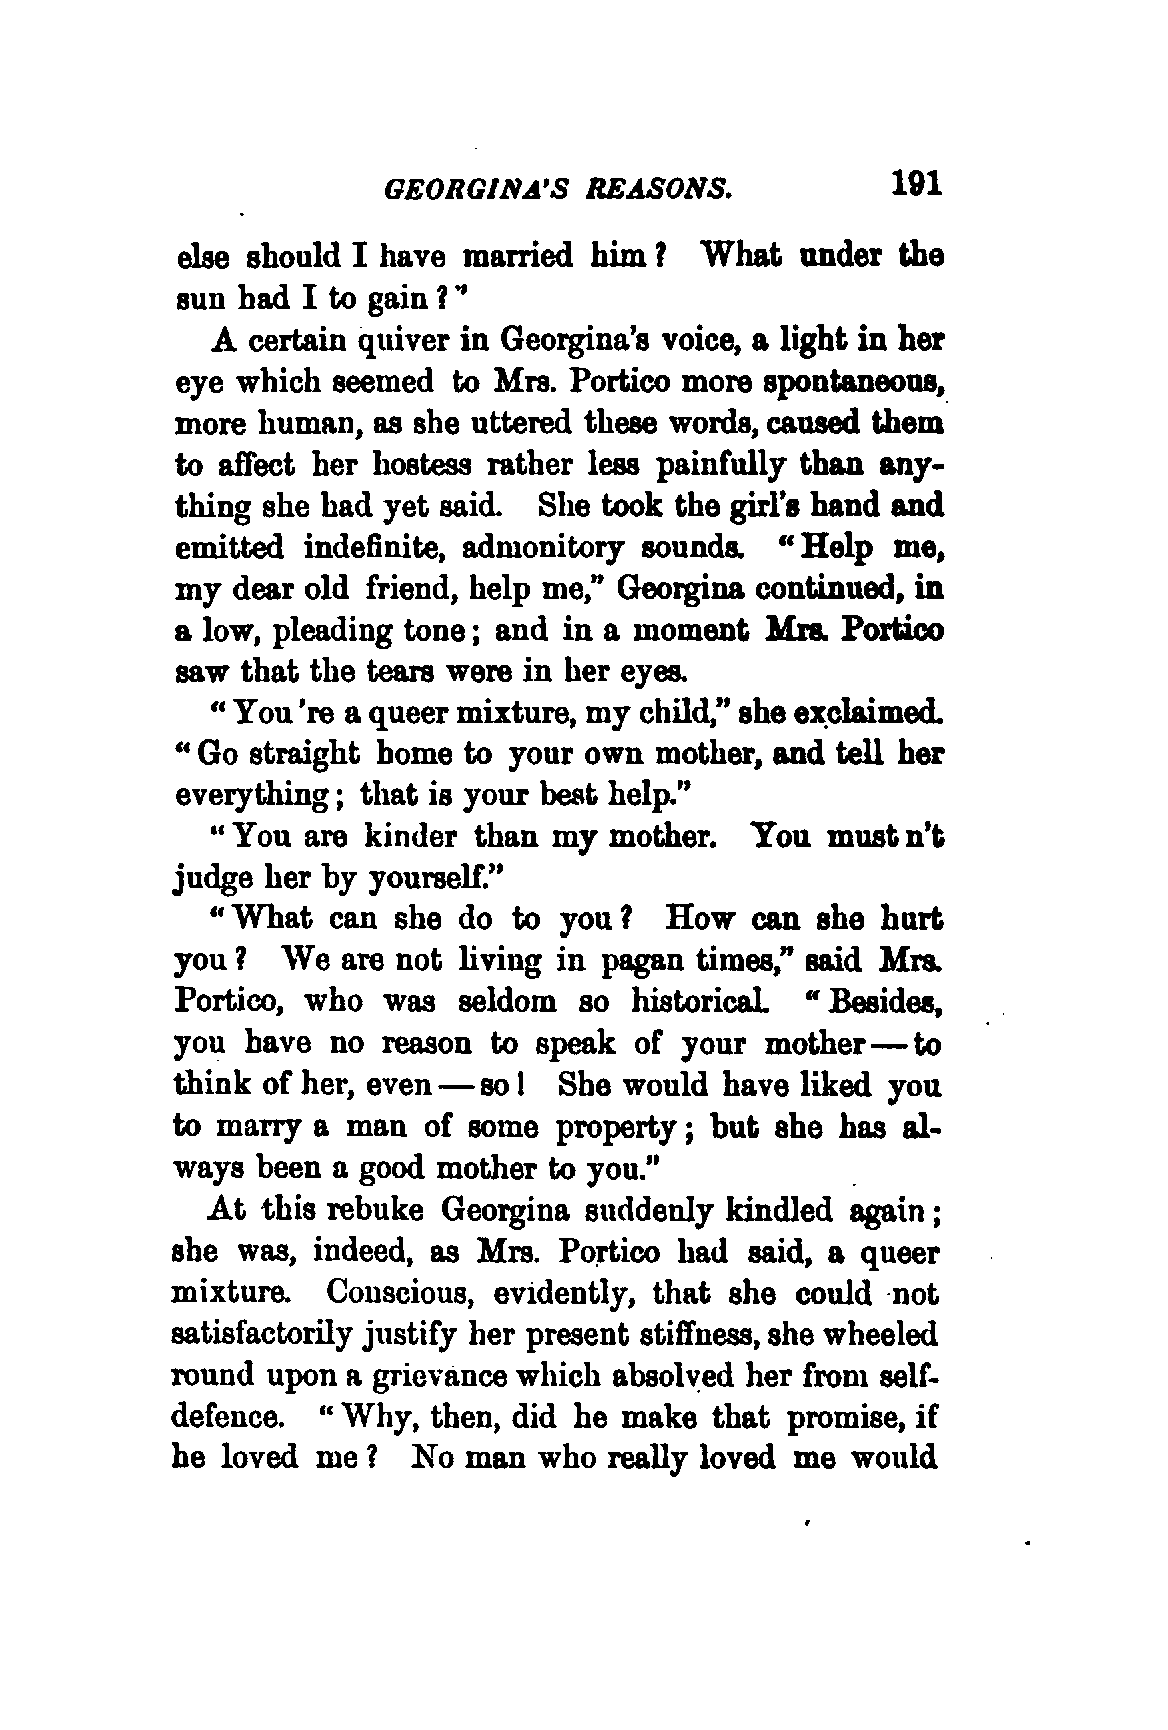 GEORGINA'S REASONS. 191
else should I have married him? What under the
sun had I to gain?"
A certain quiver in Georgina's voice, a light in her
eye which seemed to Mrs. Portico more spontaneous,
more human, as she uttered these words, caused them
to affect her hostess rather less painfully than any-
thing she had yet said. She took the girl's hand and
emitted indefinite, admonitory sounds. "Help me,
my dear old friend, help me," Georgina continued, in
a low, pleading tone; and in a moment Mrs. Portico
saw that the tears were in her eyes.
"You 're a queer mixture, my child," she exclaimed.
"Go straight home to your own mother, and tell her
everything; that is your best help."
"You are kinder than my mother. You must n't
judge her by yourself."
"What can she do to you? How can she hurt
you? We are not living in pagan times," said Mrs.
Portico, who was seldom so historical. "Besides,
you have no reason to speak of your mother—to
think of her, even—so! She would have liked you
to marry a man of some property; but she has al-
ways been a good mother to you."
At this rebuke Georgina suddenly kindled again;
she was, indeed, as Mrs. Portico had said, a queer
mixture. Conscious, evidently, that she could not
satisfactorily justify her present stiffness, she wheeled
round upon a grievance which absolved her from self-
defence. "Why, then, did he make that promise, if
he loved me? No man who really loved me would